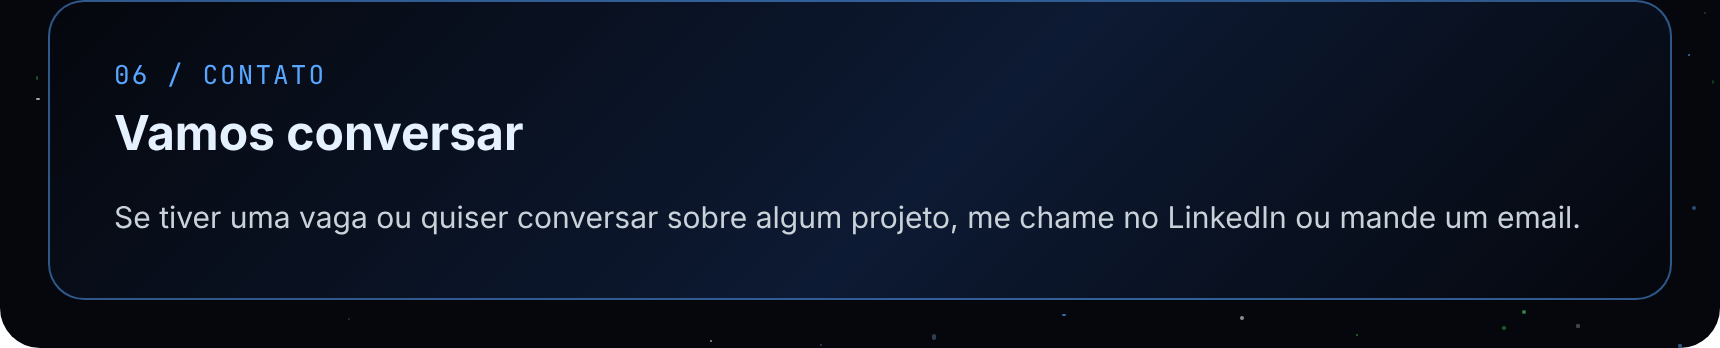 06 / CONTATO
Vamos conversar
Se tiver uma vaga ou quiser conversar sobre algum projeto, me chame no LinkedIn ou mande um email.